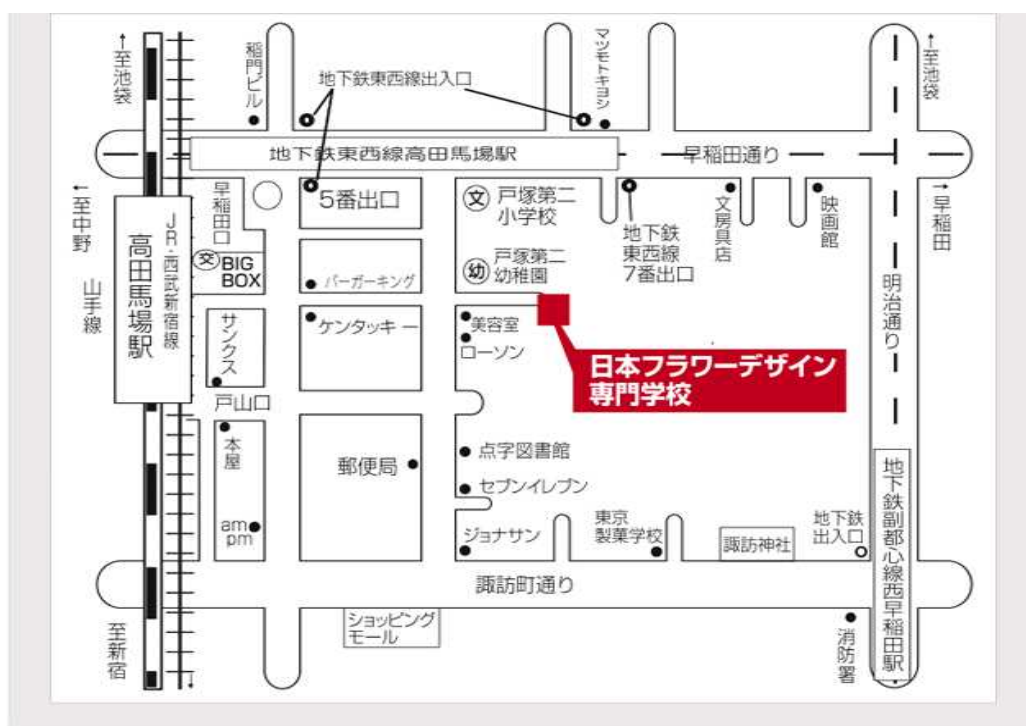 ←至池袋
稲門ビル
地下鉄東西線出入口
マツモトキヨシ
←至池袋
地下鉄東西線高田馬場駅
早稲田通り
←至中野
山手線
高田馬場駅
JR・西武新宿線
早稲田口
5番出口
文
戸塚第二
小学校
地下鉄
東西線
7番出口
文房具店
映画館
→早稲田
交
BIG
BOX
バーガーキング
幼
戸塚第二
幼稚園
明治通り
サンクス
ケンタッキー
美容室
ローソン
日本フラワーデザイン
専門学校
戸山口
本屋
郵便局
点字図書館
セブンイレブン
am
pm
ジョナサン
東京
製菓学校
諏訪神社
地下鉄
出入口
地下鉄副都心線西早稲田駅
諏訪町通り
至新宿
ショッピング
モール
消防署